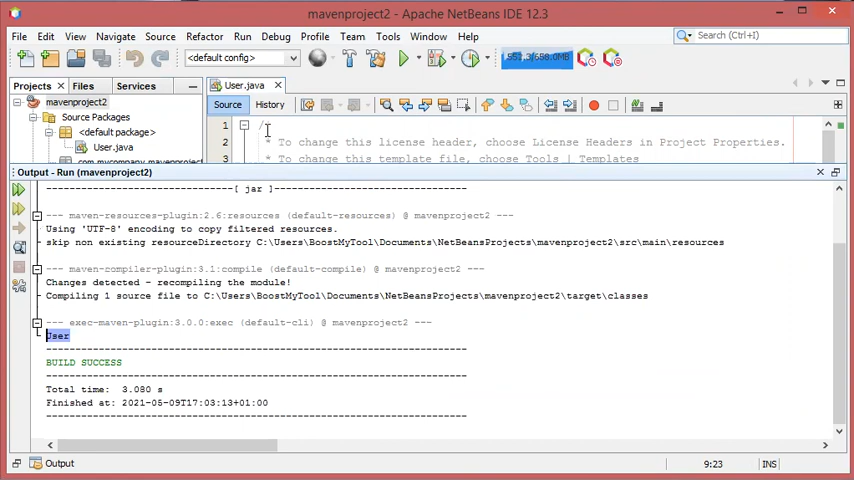 mavenproject2 - Apache NetBeans IDE 12.3
File Edit View Navigate Source Refactor Run Debug Profile Team Tools Window Help
Search (Ctrl+I)
<default config>
Projects Files Services
User.java
mavenproject2
Source History
Source Packages
<default package>
User.java
1 /*
2 * To change this license header, choose License Headers in Project Properties.
3 * To change this template file, choose Tools | Templates
Output - Run (mavenproject2)
-----------------------------[ jar ]---------------------------------
--- maven-resources-plugin:2.6:resources (default-resources) @ mavenproject2 ---
Using 'UTF-8' encoding to copy filtered resources.
skip non existing resourceDirectory C:\Users\BoostMyTool\Documents\NetBeansProjects\mavenproject2\src\main\resources
--- maven-compiler-plugin:3.1:compile (default-compile) @ mavenproject2 ---
Changes detected - recompiling the module!
Compiling 1 source file to C:\Users\BoostMyTool\Documents\NetBeansProjects\mavenproject2\target\classes
--- exec-maven-plugin:3.0.0:exec (default-cli) @ mavenproject2 ---
User
------------------------------------------------------------------------
BUILD SUCCESS
------------------------------------------------------------------------
Total time: 3.080 s
Finished at: 2021-05-09T17:03:13+01:00
------------------------------------------------------------------------
Output
9:23 INS